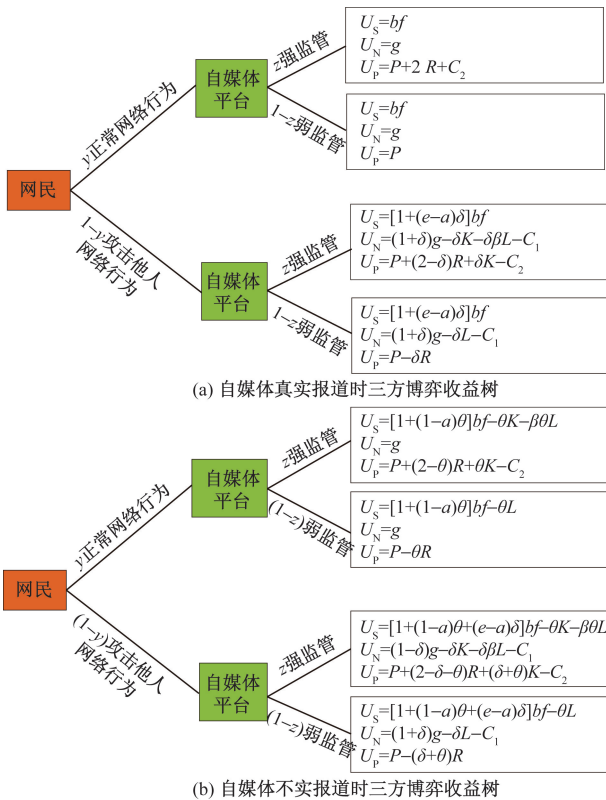 z强监管
U_S=bf
U_N=g
U_P=P+2 R+C_2
自媒体
平台
y正常网络行为
1−z弱监管
U_S=bf
U_N=g
U_P=P
网民
1−y攻击他人
网络行为
z强监管
U_S=[1+(e−a)δ]bf
U_N=(1+δ)g−δK−δβL−C_1
U_P=P+(2−δ)R+δK−C_2
自媒体
平台
1−z弱监管
U_S=[1+(e−a)δ]bf
U_N=(1+δ)g−δL−C_1
U_P=P−δR
(a) 自媒体真实报道时三方博弈收益树
z强监管
U_S=[1+(1−a)θ]bf−θK−βθL
U_N=g
U_P=P+(2−θ)R+θK−C_2
自媒体
平台
y正常网络行为
(1−z)弱监管
U_S=[1+(1−a)θ]bf−θL
U_N=g
U_P=P−θR
网民
(1−y)攻击他人
网络行为
z强监管
U_S=[1+(1−a)θ+(e−a)δ]bf−θK−βθL
U_N=(1−δ)g−δK−δβL−C_1
U_P=P+(2−δ−θ)R+(δ+θ)K−C_2
自媒体
平台
(1−z)弱监管
U_S=[1+(1−a)θ+(e−a)δ]bf−θL
U_N=(1+δ)g−δL−C_1
U_P=P−(δ+θ)R
(b) 自媒体不实报道时三方博弈收益树